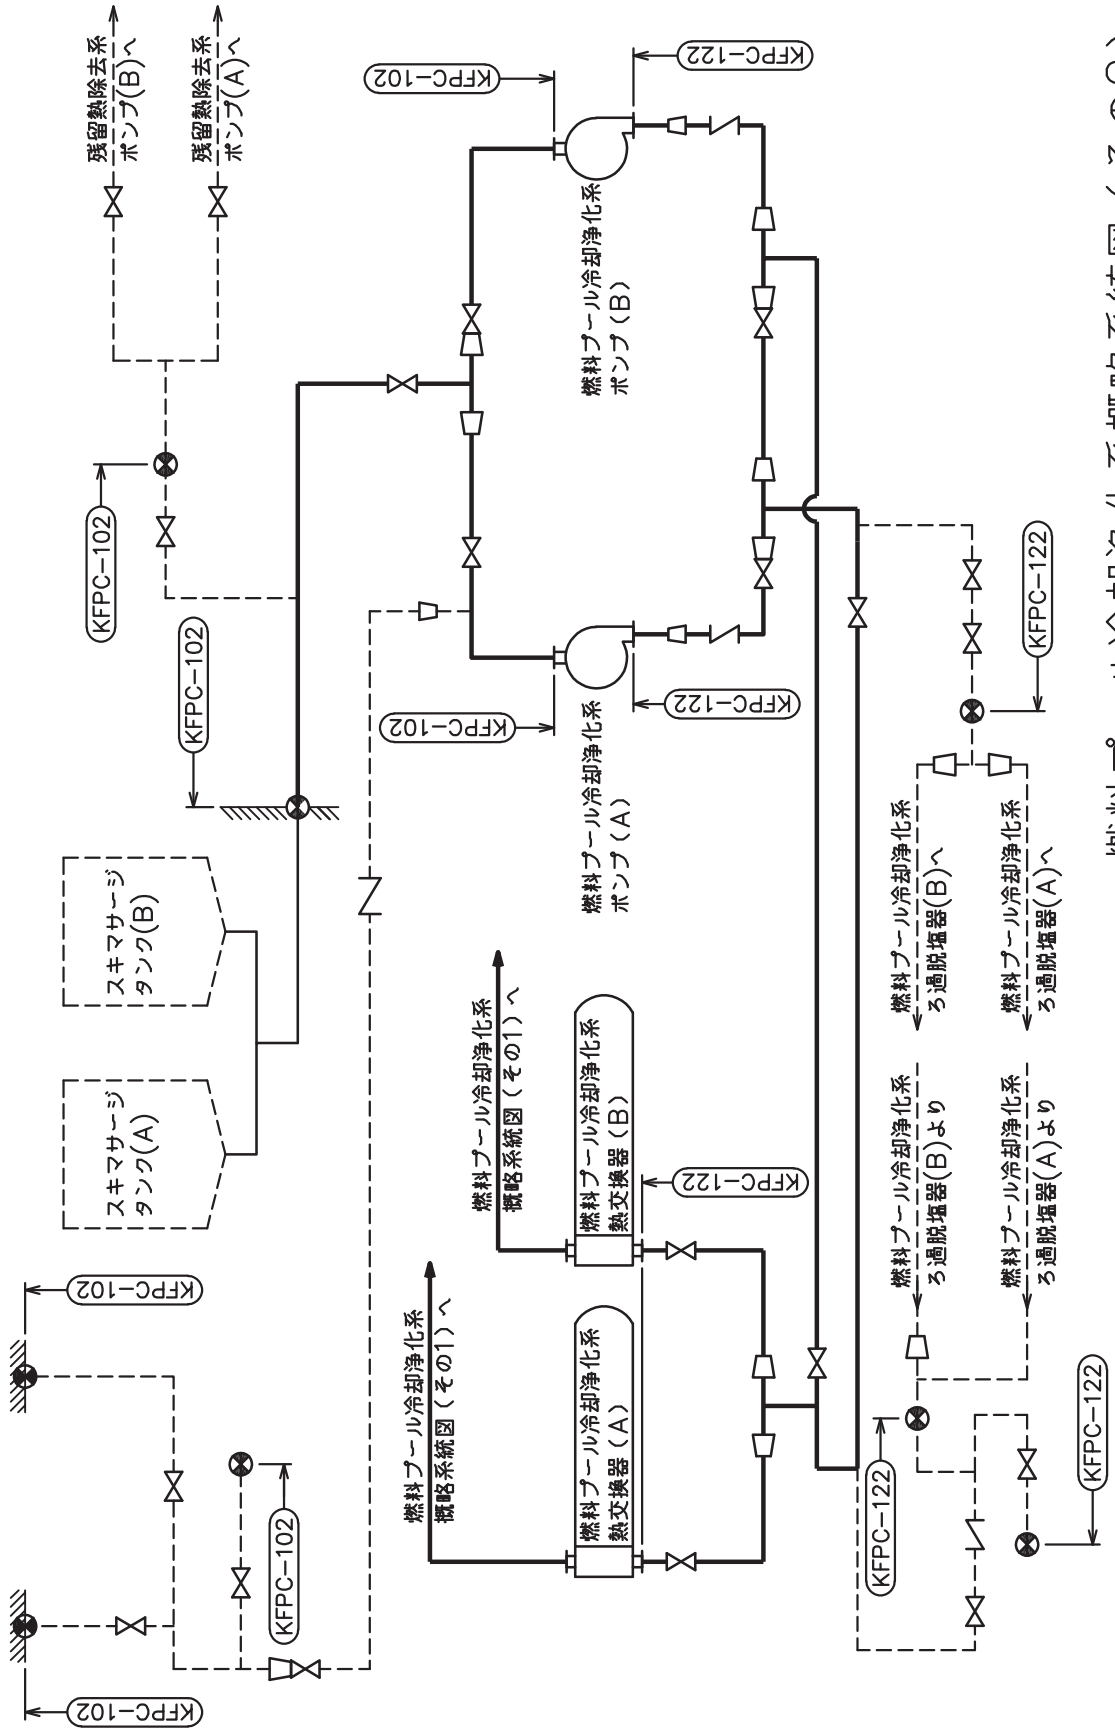 残留熱除去系
ポンプ(B)へ
残留熱除去系
ポンプ(A)へ
KFPC-102
KFPC-122
KFPC-102
KFPC-102
燃料プール冷却浄化系
ポンプ(B)
燃料プール冷却浄化系
ポンプ(A)
KFPC-102
KFPC-122
KFPC-122
スキマサージ
タンク(B)
スキマサージ
タンク(A)
燃料プール冷却浄化系
概略系統図(その1)へ
燃料プール冷却浄化系
熱交換器(B)
KFPC-122
燃料プール冷却浄化系
概略系統図(その1)へ
燃料プール冷却浄化系
熱交換器(A)
燃料プール冷却浄化系
ろ過脱塩器(B)へ
燃料プール冷却浄化系
ろ過脱塩器(A)へ
燃料プール冷却浄化系
ろ過脱塩器(B)より
燃料プール冷却浄化系
ろ過脱塩器(A)より
KFPC-102
KFPC-102
KFPC-102
KFPC-122
KFPC-122